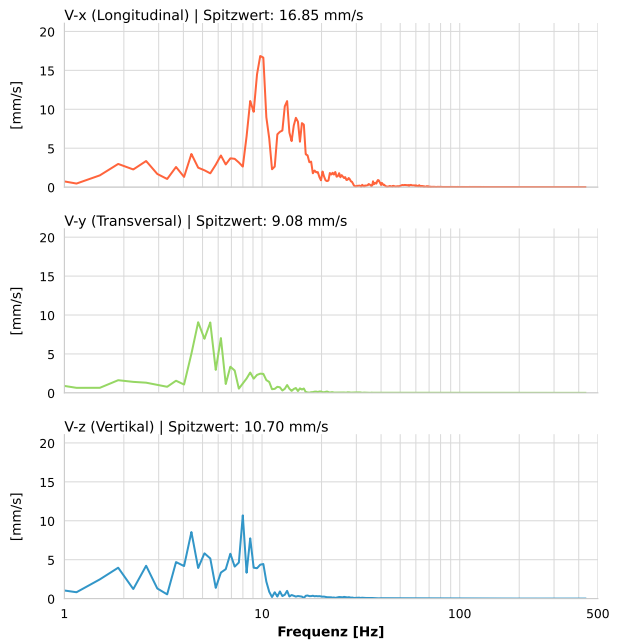 V-x (Longitudinal) | Spitzwert: 16.85 mm/s
20
15
10
5
0
[mm/s]
V-y (Transversal) | Spitzwert: 9.08 mm/s
20
15
10
5
0
[mm/s]
V-z (Vertikal) | Spitzwert: 10.70 mm/s
20
15
10
5
0
[mm/s]
1 10 100 500
Frequenz [Hz]